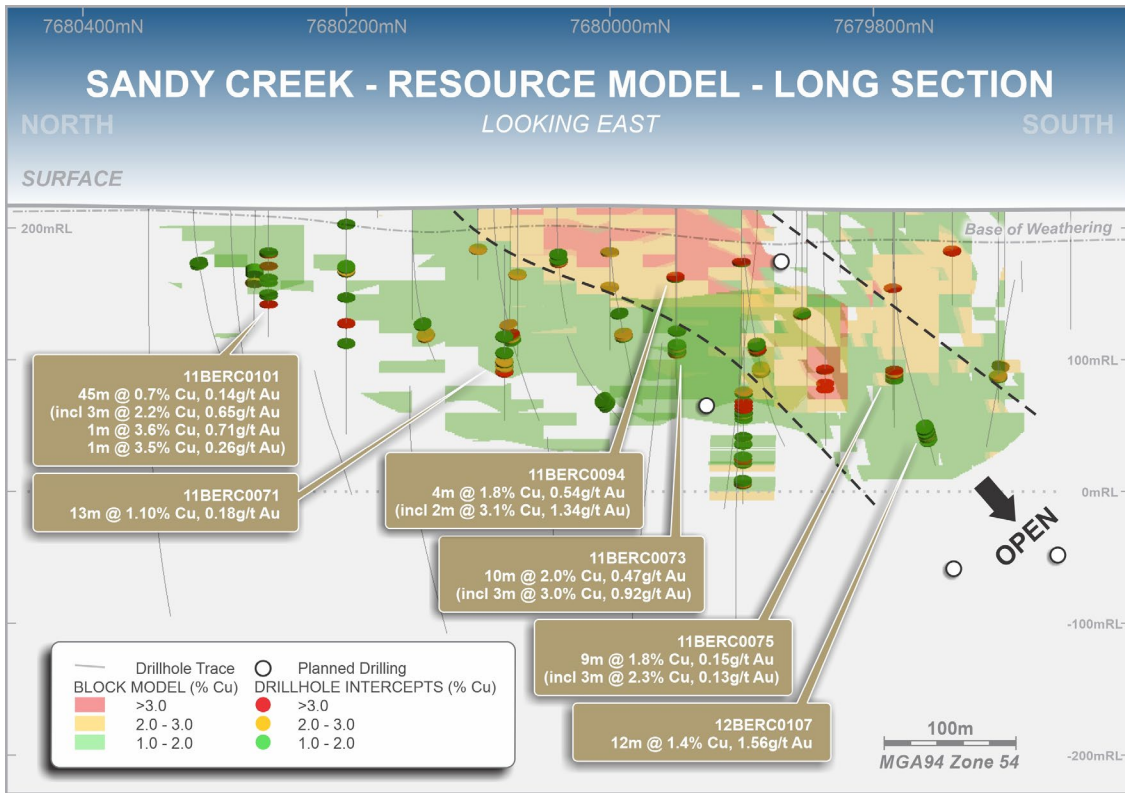 7680400mN
7680200mN
7680000mN
7679800mN
SANDY CREEK - RESOURCE MODEL - LONG SECTION
NORTH
LOOKING EAST
SOUTH
SURFACE
200mRL
Base of Weathering
100mRL
11BERC0101
45m @ 0.7% Cu, 0.14g/t Au
(incl 3m @ 2.2% Cu, 0.65g/t Au
1m @ 3.6% Cu, 0.71g/t Au
1m @ 3.5% Cu, 0.26g/t Au)
11BERC0071
13m @ 1.10% Cu, 0.18g/t Au
11BERC0094
4m @ 1.8% Cu, 0.54g/t Au
(incl 2m @ 3.1% Cu, 1.34g/t Au)
0mRL
OPEN
11BERC0073
10m @ 2.0% Cu, 0.47g/t Au
(incl 3m @ 3.0% Cu, 0.92g/t Au)
-100mRL
11BERC0075
9m @ 1.8% Cu, 0.15g/t Au
(incl 3m @ 2.3% Cu, 0.13g/t Au)
12BERC0107
12m @ 1.4% Cu, 1.56g/t Au
Drillhole Trace
Planned Drilling
BLOCK MODEL (% Cu)
DRILLHOLE INTERCEPTS (% Cu)
>3.0
>3.0
2.0 - 3.0
2.0 - 3.0
1.0 - 2.0
1.0 - 2.0
100m
MGA94 Zone 54
-200mRL